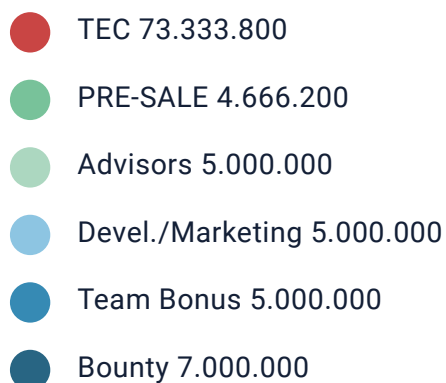 TEC 73.333.800
PRE-SALE 4.666.200
Advisors 5.000.000
Devel./Marketing 5.000.000
Team Bonus 5.000.000
Bounty 7.000.000